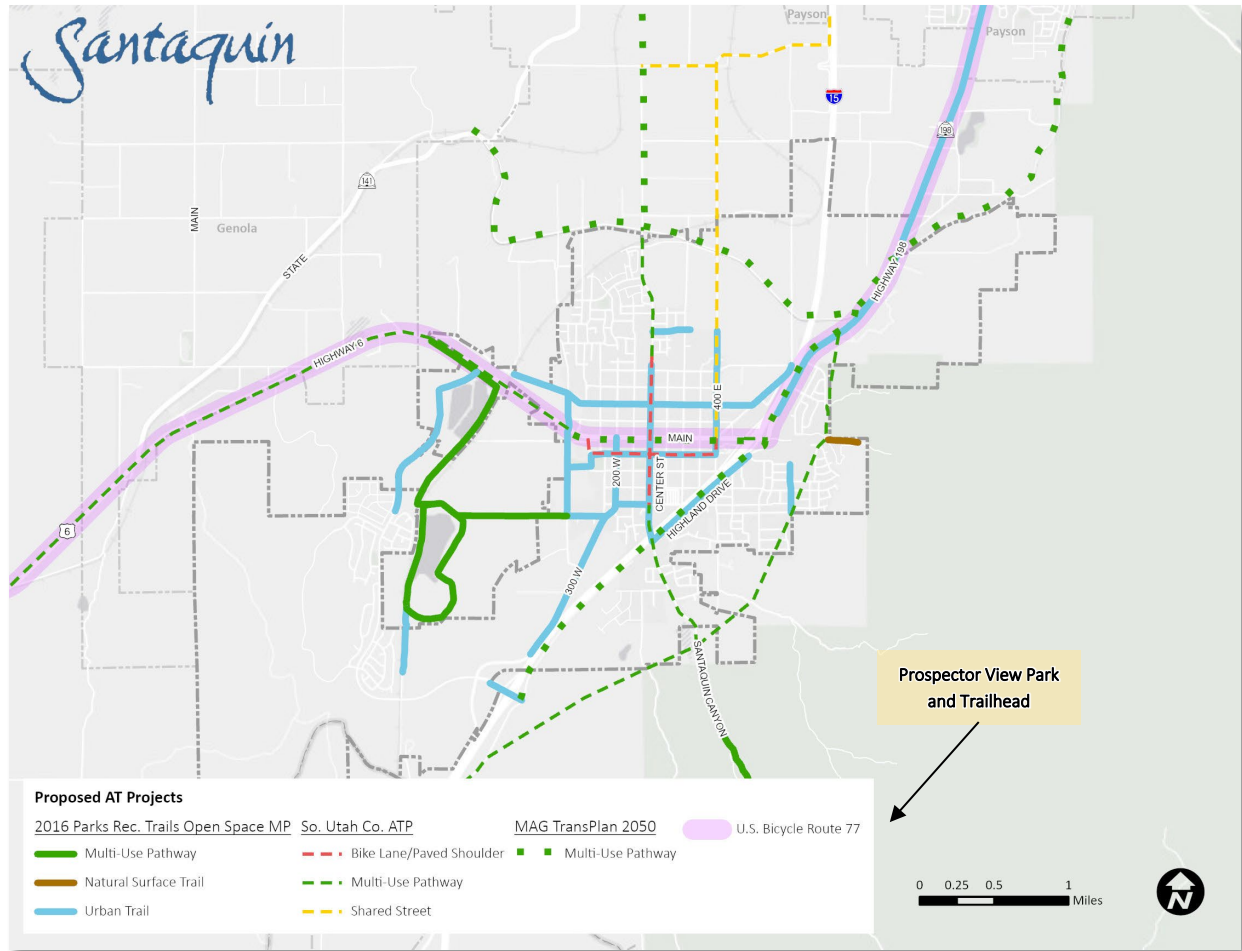 Santaquin
Payson
Payson
15
198
141
MAIN
Genola
STATE
HIGHWAY 198
HIGHWAY 6
400 E
MAIN
200 W
CENTER ST
HIGHLAND DRIVE
6
300 W
SANTAQUIN CANYON
Prospector View Park
and Trailhead
Proposed AT Projects
2016 Parks Rec. Trails Open Space MP So. Utah Co. ATP MAG TransPlan 2050 U.S. Bicycle Route 77
Multi-Use Pathway Bike Lane/Paved Shoulder Multi-Use Pathway
Natural Surface Trail Multi-Use Pathway
Urban Trail Shared Street
0 0.25 0.5 1
Miles
N